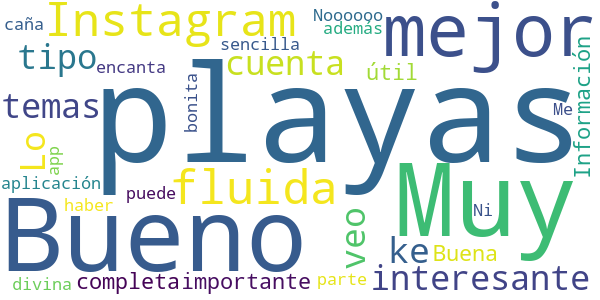 caña Instagram Noooooo mejor
además
tipo encanta sencilla cuenta útil
temas bonita playas Me Información
Lo app
aplicación fluida Muy
haber puede
Bueno veo ke Ni Buena
divina completa importante parte interesante